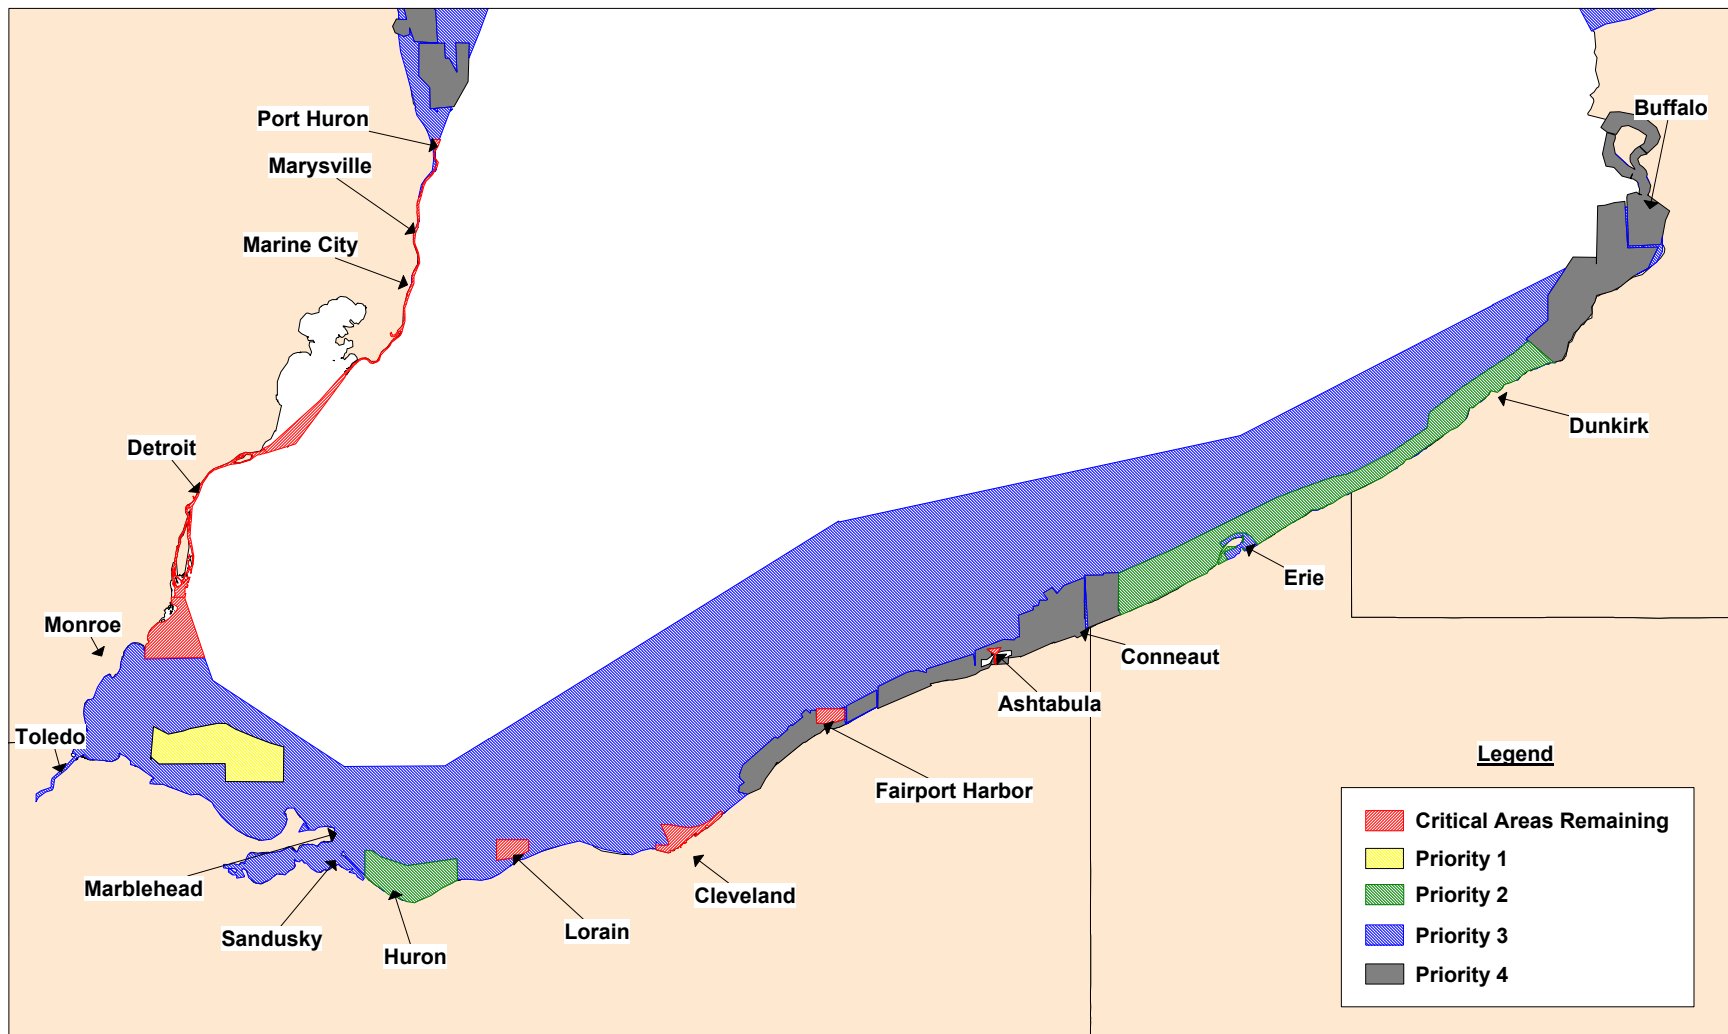 Port Huron
Buffalo
Marysville
Marine City
Dunkirk
Detroit
Erie
Monroe
Conneaut
Ashtabula
Toledo
Fairport Harbor
Marblehead
Cleveland
Sandusky
Lorain
Huron
Legend
Critical Areas Remaining
Priority 1
Priority 2
Priority 3
Priority 4